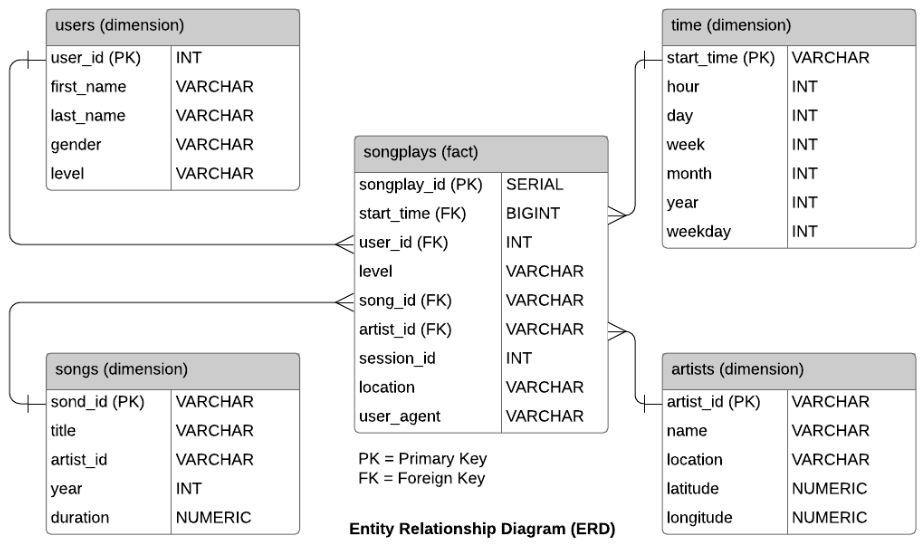 users (dimension)
user_id (PK) INT
first_name VARCHAR
last_name VARCHAR
gender VARCHAR
level VARCHAR
time (dimension)
start_time (PK) VARCHAR
hour INT
day INT
week INT
month INT
year INT
weekday INT
songplays (fact)
songplay_id (PK) SERIAL
start_time (FK) BIGINT
user_id (FK) INT
level VARCHAR
song_id (FK) VARCHAR
artist_id (FK) VARCHAR
session_id INT
location VARCHAR
user_agent VARCHAR
songs (dimension)
sond_id (PK) VARCHAR
title VARCHAR
artist_id VARCHAR
year INT
duration NUMERIC
artists (dimension)
artist_id (PK) VARCHAR
name VARCHAR
location VARCHAR
latitude NUMERIC
longitude NUMERIC
PK = Primary Key
FK = Foreign Key
Entity Relationship Diagram (ERD)